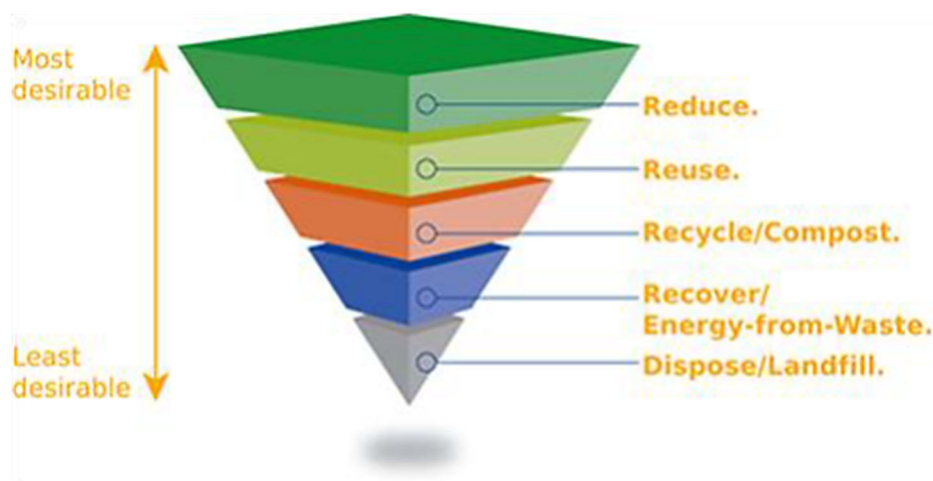 Most
desirable
Reduce.
Reuse.
Recycle/Compost.
Recover/
Energy-from-Waste.
Least
desirable
Dispose/Landfill.